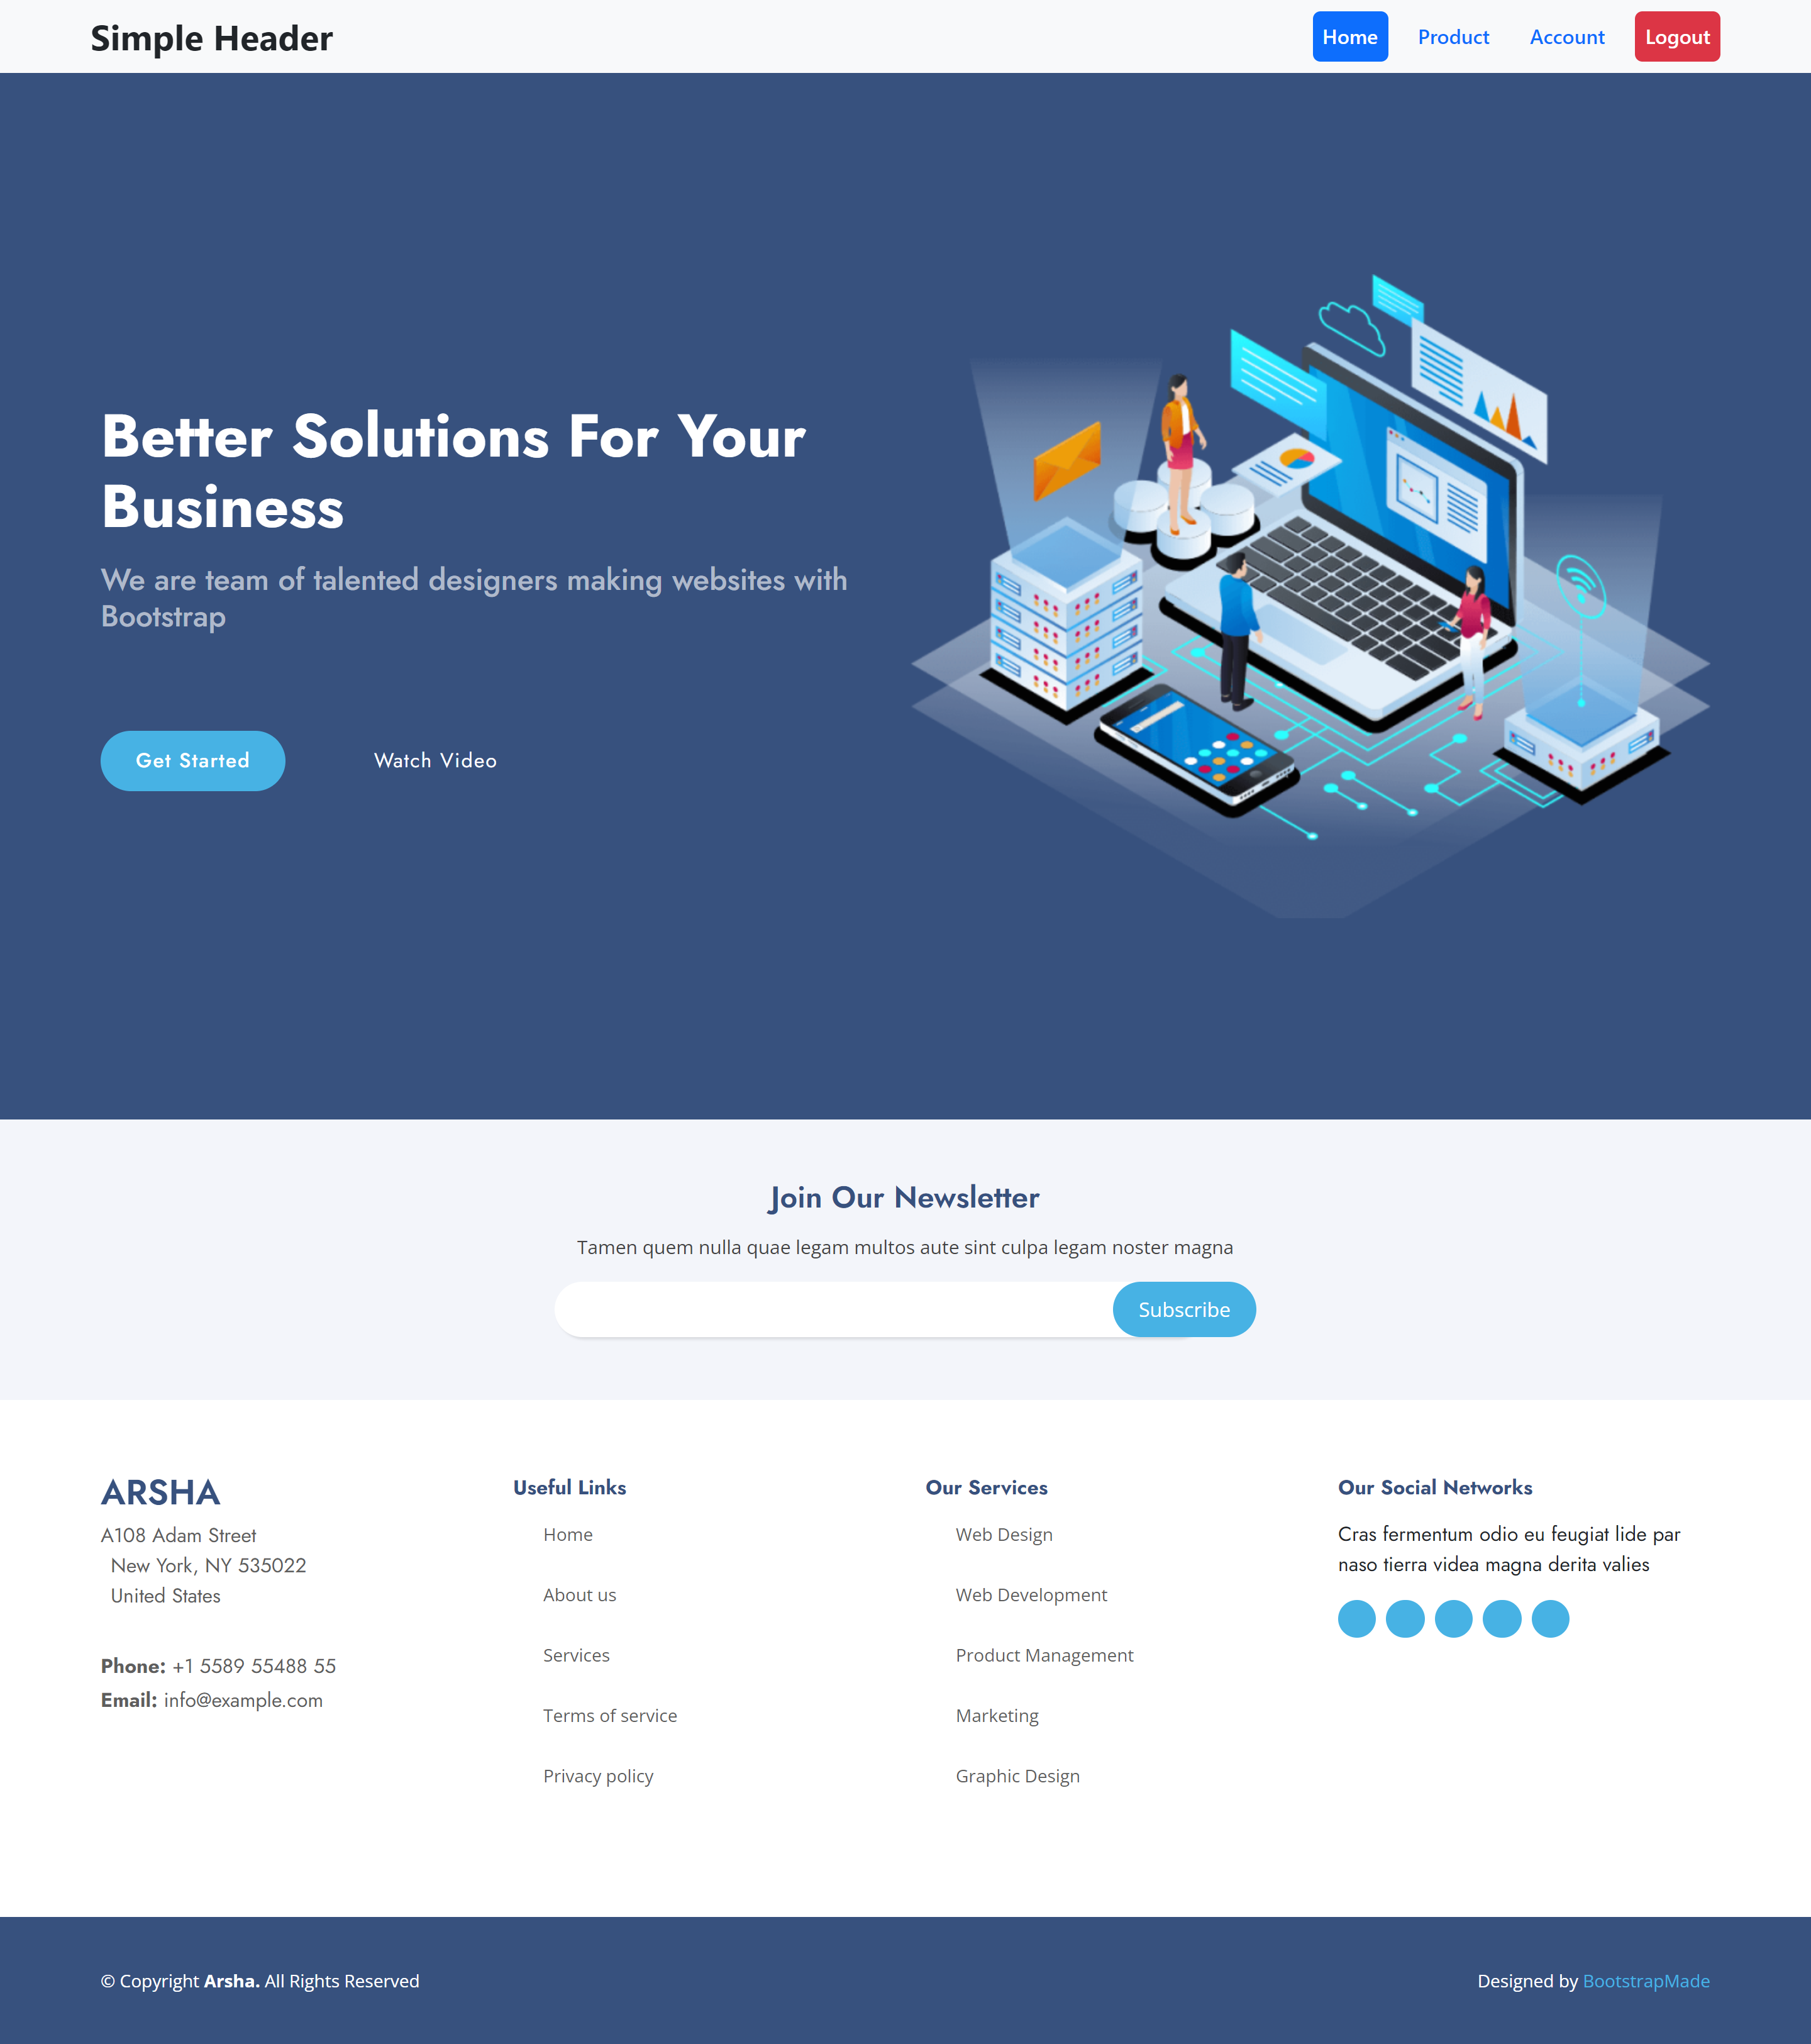 Simple Header
Home
Product
Account
Logout
Better Solutions For Your
Business
We are team of talented designers making websites with
Bootstrap
Get Started
Watch Video
Join Our Newsletter
Tamen quem nulla quae legam multos aute sint culpa legam noster magna
Subscribe
ARSHA
A108 Adam Street
New York, NY 535022
United States
Phone: +1 5589 55488 55
Email: info@example.com
Useful Links
Home
About us
Services
Terms of service
Privacy policy
Our Services
Web Design
Web Development
Product Management
Marketing
Graphic Design
Our Social Networks
Cras fermentum odio eu feugiat lide par
naso tierra videa magna derita valies
© Copyright Arsha. All Rights Reserved
Designed by BootstrapMade